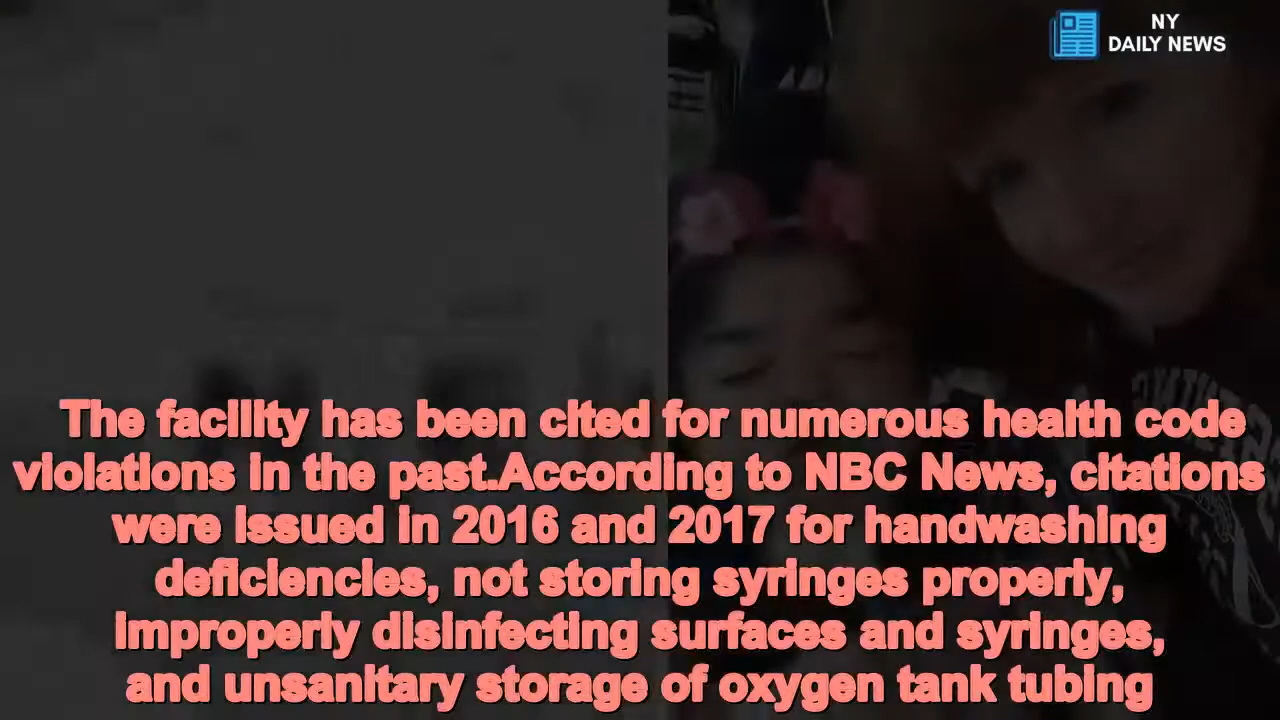 NY
DAILY NEWS
The facility has been cited for numerous health code
violations in the past.According to NBC News, citations
were issued in 2016 and 2017 for handwashing
deficiencies, not storing syringes properly,
improperly disinfecting surfaces and syringes,
and unsanitary storage of oxygen tank tubing